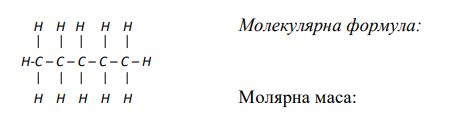 H H H H H
| | | | |
H-C – C – C – C – C – H
| | | | |
H H H H H
Молекулярна формула:
Молярна маса: